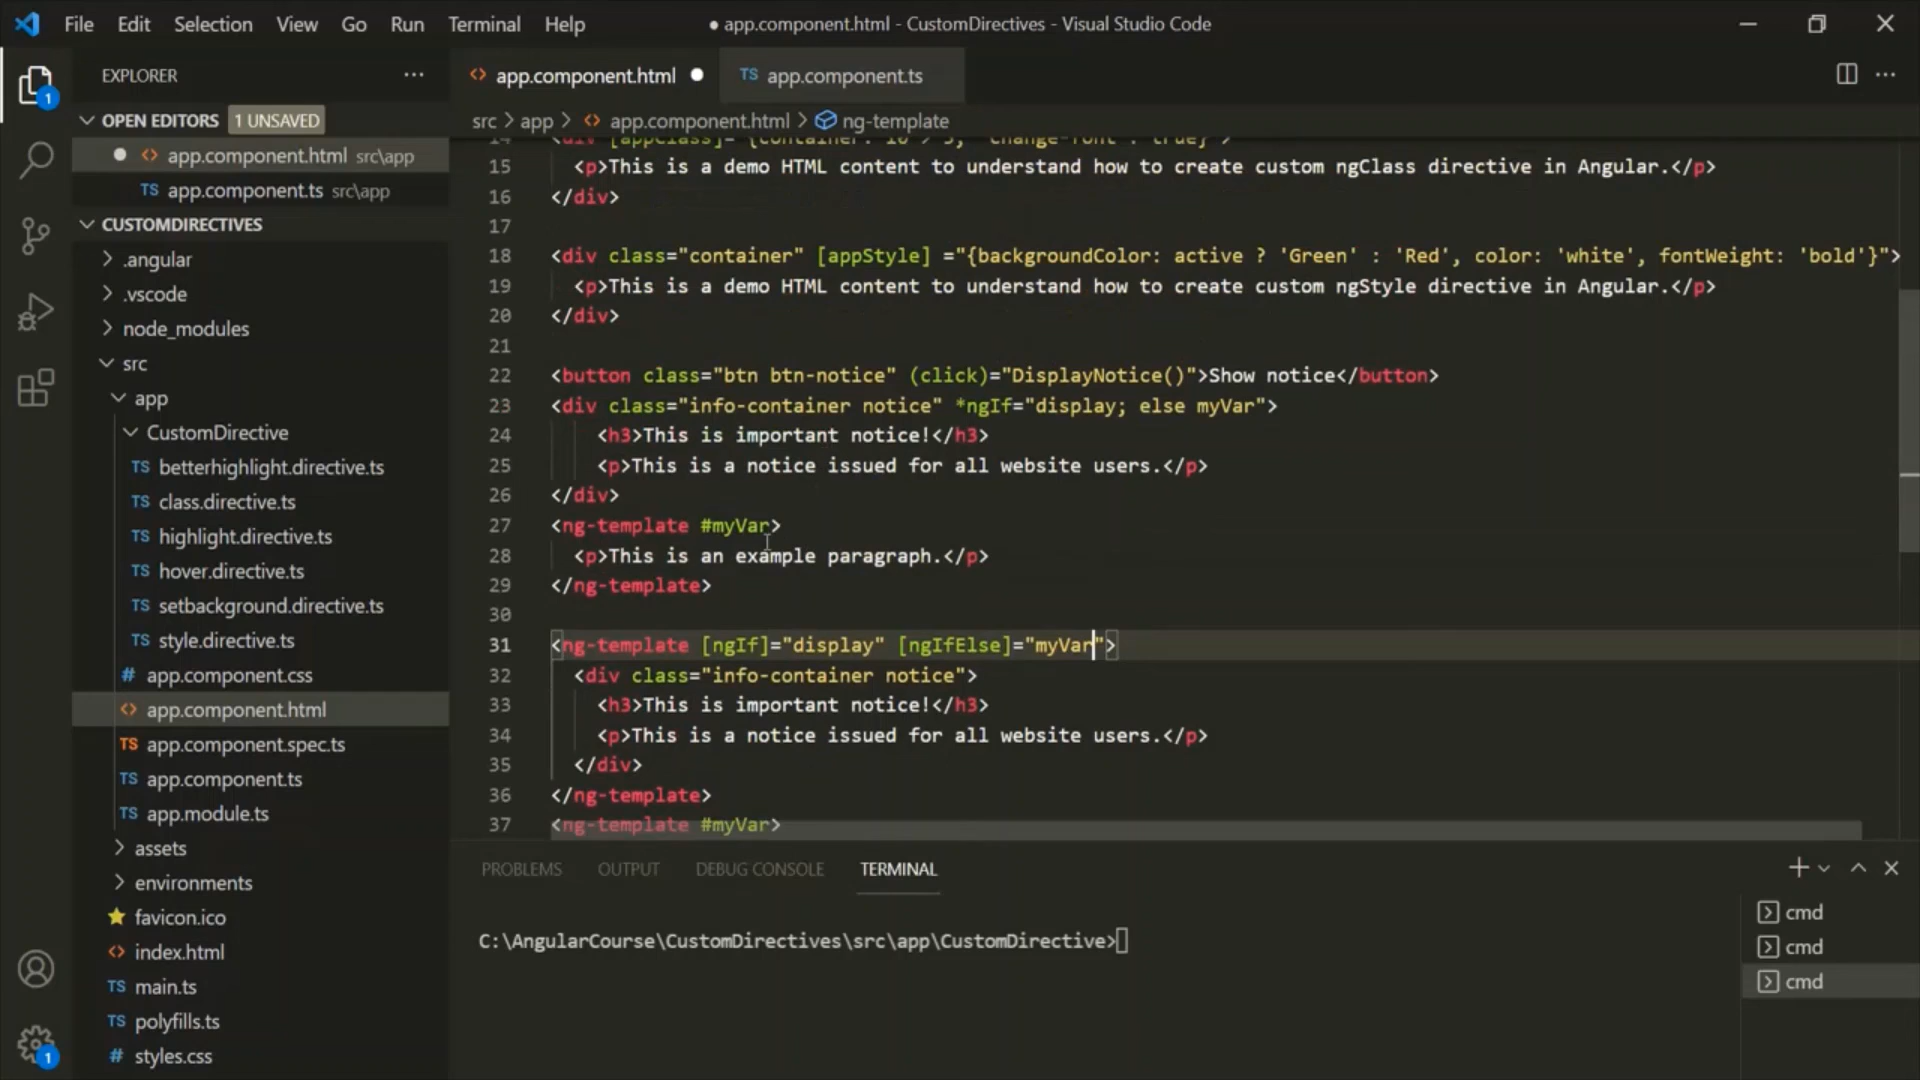 File Edit Selection View Go Run Terminal Help
● app.component.html - CustomDirectives - Visual Studio Code
1
EXPLORER
OPEN EDITORS 1 UNSAVED
app.component.html src\app
TS app.component.ts src\app
CUSTOMDIRECTIVES
.angular
.vscode
node_modules
src
app
CustomDirective
TS betterhighlight.directive.ts
TS class.directive.ts
TS highlight.directive.ts
TS hover.directive.ts
TS setbackground.directive.ts
TS style.directive.ts
# app.component.css
<> app.component.html
TS app.component.spec.ts
TS app.component.ts
TS app.module.ts
assets
environments
favicon.ico
<> index.html
TS main.ts
TS polyfills.ts
# styles.css
1
<> app.component.html ●
TS app.component.ts
src > app > <> app.component.html > ng-template
14 <div [appClass]="{container: 10 > 5, 'change-font': true}">
15 <p>This is a demo HTML content to understand how to create custom ngClass directive in Angular.</p>
16 </div>
17
18 <div class="container" [appStyle] ="{backgroundColor: active ? 'Green' : 'Red', color: 'white', fontWeight: 'bold'}">
19 <p>This is a demo HTML content to understand how to create custom ngStyle directive in Angular.</p>
20 </div>
21
22 <button class="btn btn-notice" (click)="DisplayNotice()">Show notice</button>
23 <div class="info-container notice" *ngIf="display; else myVar">
24 <h3>This is important notice!</h3>
25 <p>This is a notice issued for all website users.</p>
26 </div>
27 <ng-template #myVar>
28 <p>This is an example paragraph.</p>
29 </ng-template>
30
31 <ng-template [ngIf]="display" [ngIfElse]="myVar">
32 <div class="info-container notice">
33 <h3>This is important notice!</h3>
34 <p>This is a notice issued for all website users.</p>
35 </div>
36 </ng-template>
37 <ng-template #myVar>
PROBLEMS OUTPUT DEBUG CONSOLE TERMINAL
C:\AngularCourse\CustomDirectives\src\app\CustomDirective>
cmd
cmd
cmd